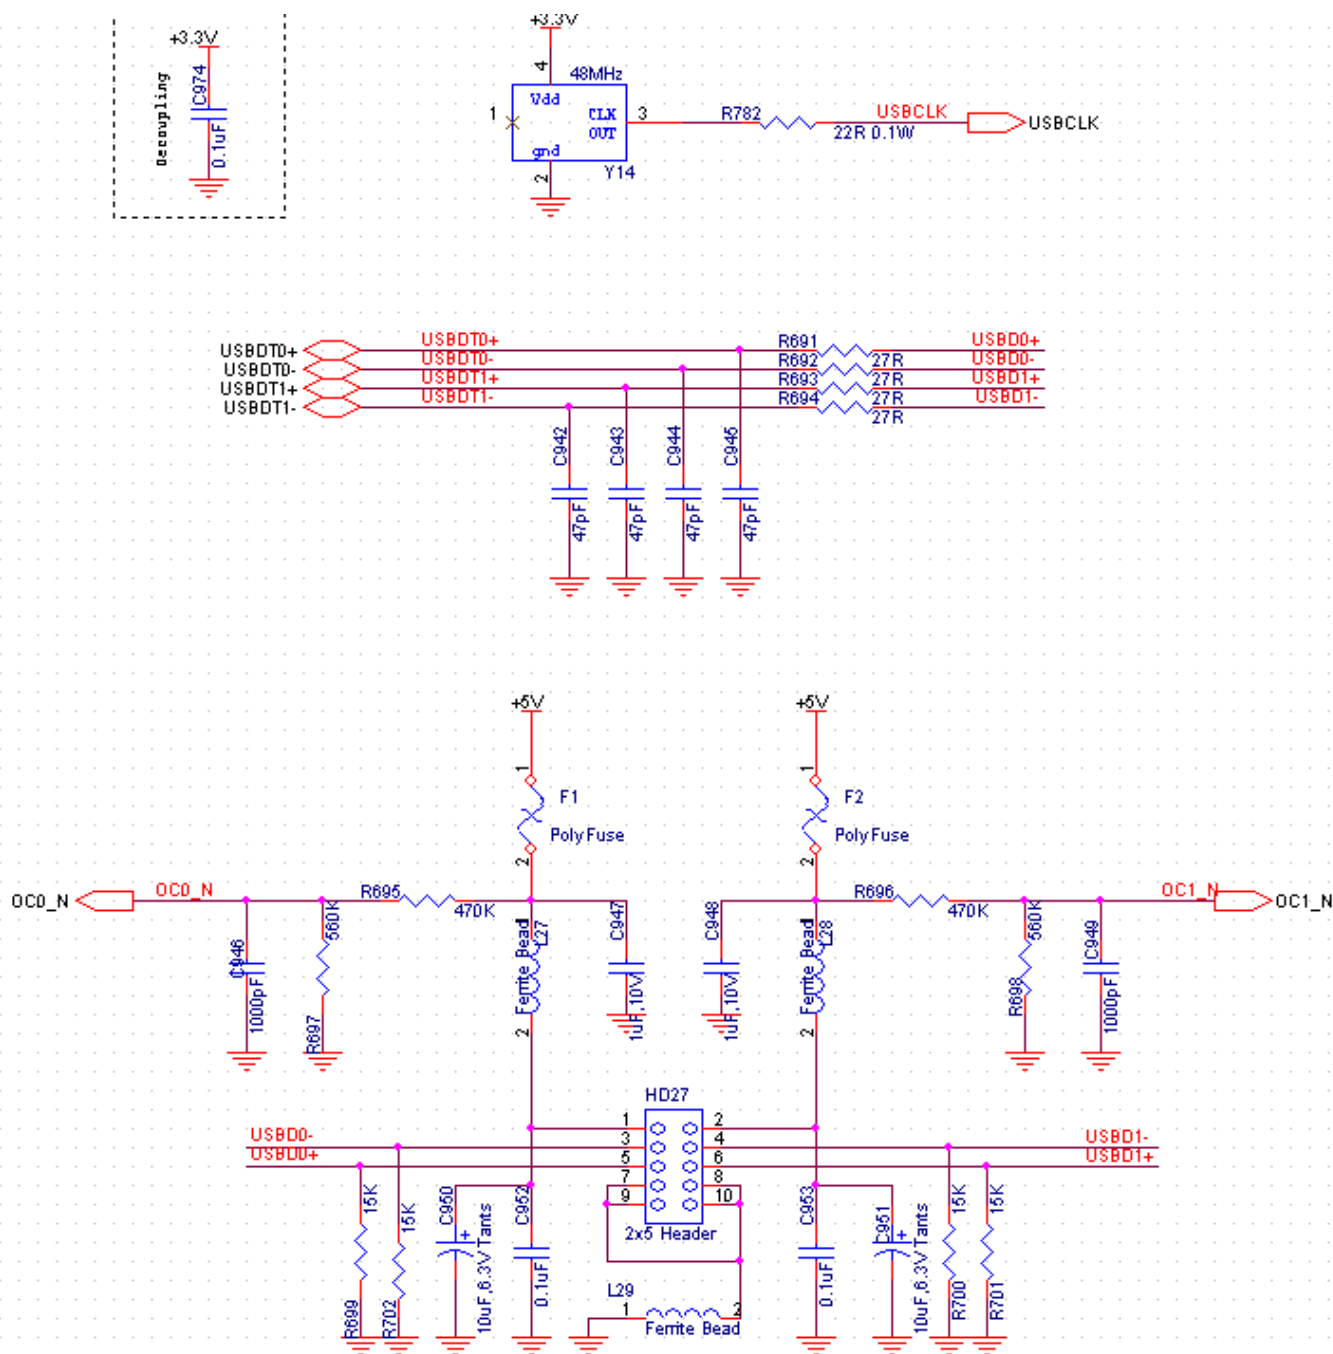 +3.3V
C974
0.1uF
Decoupling
+3.3V
4
48MHz
1
Vdd
CLK
OUT
gnd
3
2
Y14
R782
22R 0.1W
USBCLK
USBCLK
USBDT0+
USBDT0-
USBDT1+
USBDT1-
USBDT0+
USBDT0-
USBDT1+
USBDT1-
R691
R692
R693
R694
27R
27R
27R
27R
USBD0+
USBD0-
USBD1+
USBD1-
C942
C943
C944
C945
47pF
47pF
47pF
47pF
+5V
+5V
1
F1
PolyFuse
2
1
F2
PolyFuse
2
OC0_N
OC0_N
R695
470K
C946
1000pF
560K
R697
1
Ferrite Bead
L27
2
C947
1uF,10V
C948
1uF,10V
1
Ferrite Bead
L28
2
R696
470K
560K
R698
C949
1000pF
OC1_N
OC1_N
HD27
1
3
5
7
9
2
4
6
8
10
2x5 Header
USBD0-
USBD0+
USBD1-
USBD1+
15K
R699
15K
R702
C950
10uF,6.3V Tants
C952
0.1uF
L29
1
2
Ferrite Bead
C953
0.1uF
C951
10uF,6.3V Tants
15K
R700
15K
R701